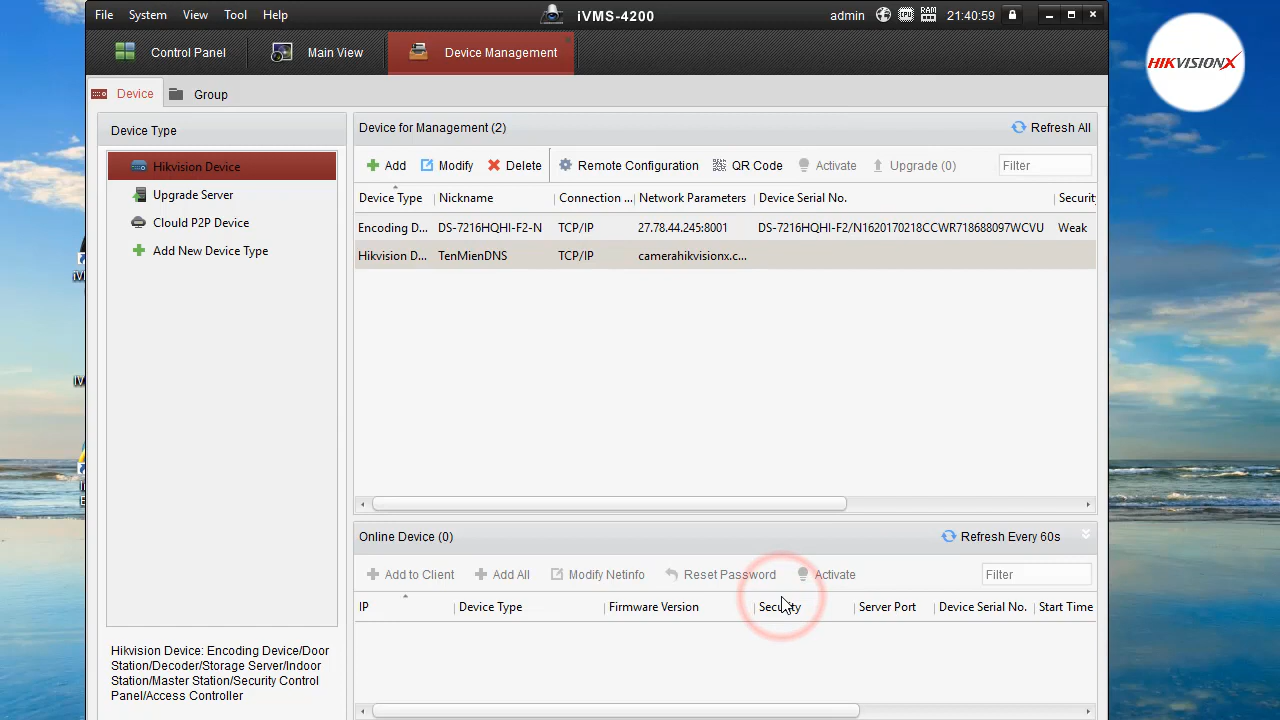 File System View Tool Help iVMS-4200 admin 21:40:59
HIKVISIONX
Control Panel Main View Device Management
Device Group
Device Type
Hikvision Device
Upgrade Server
Clould P2P Device
Add New Device Type
Hikvision Device: Encoding Device/Door
Station/Decoder/Storage Server/Indoor
Station/Master Station/Security Control
Panel/Access Controller
Device for Management (2) Refresh All
Add Modify Delete Remote Configuration QR Code Activate Upgrade (0) Filter
Device Type Nickname Connection ... Network Parameters Device Serial No. Security
Encoding D... DS-7216HQHI-F2-N TCP/IP 27.78.44.245:8001 DS-7216HQHI-F2/N1620170218CCWR718688097WCVU Weak
Hikvision D... TenMienDNS TCP/IP camerahikvisionx.c...
Online Device (0) Refresh Every 60s
Add to Client Add All Modify Netinfo Reset Password Activate Filter
IP Device Type Firmware Version Security Server Port Device Serial No. Start Time